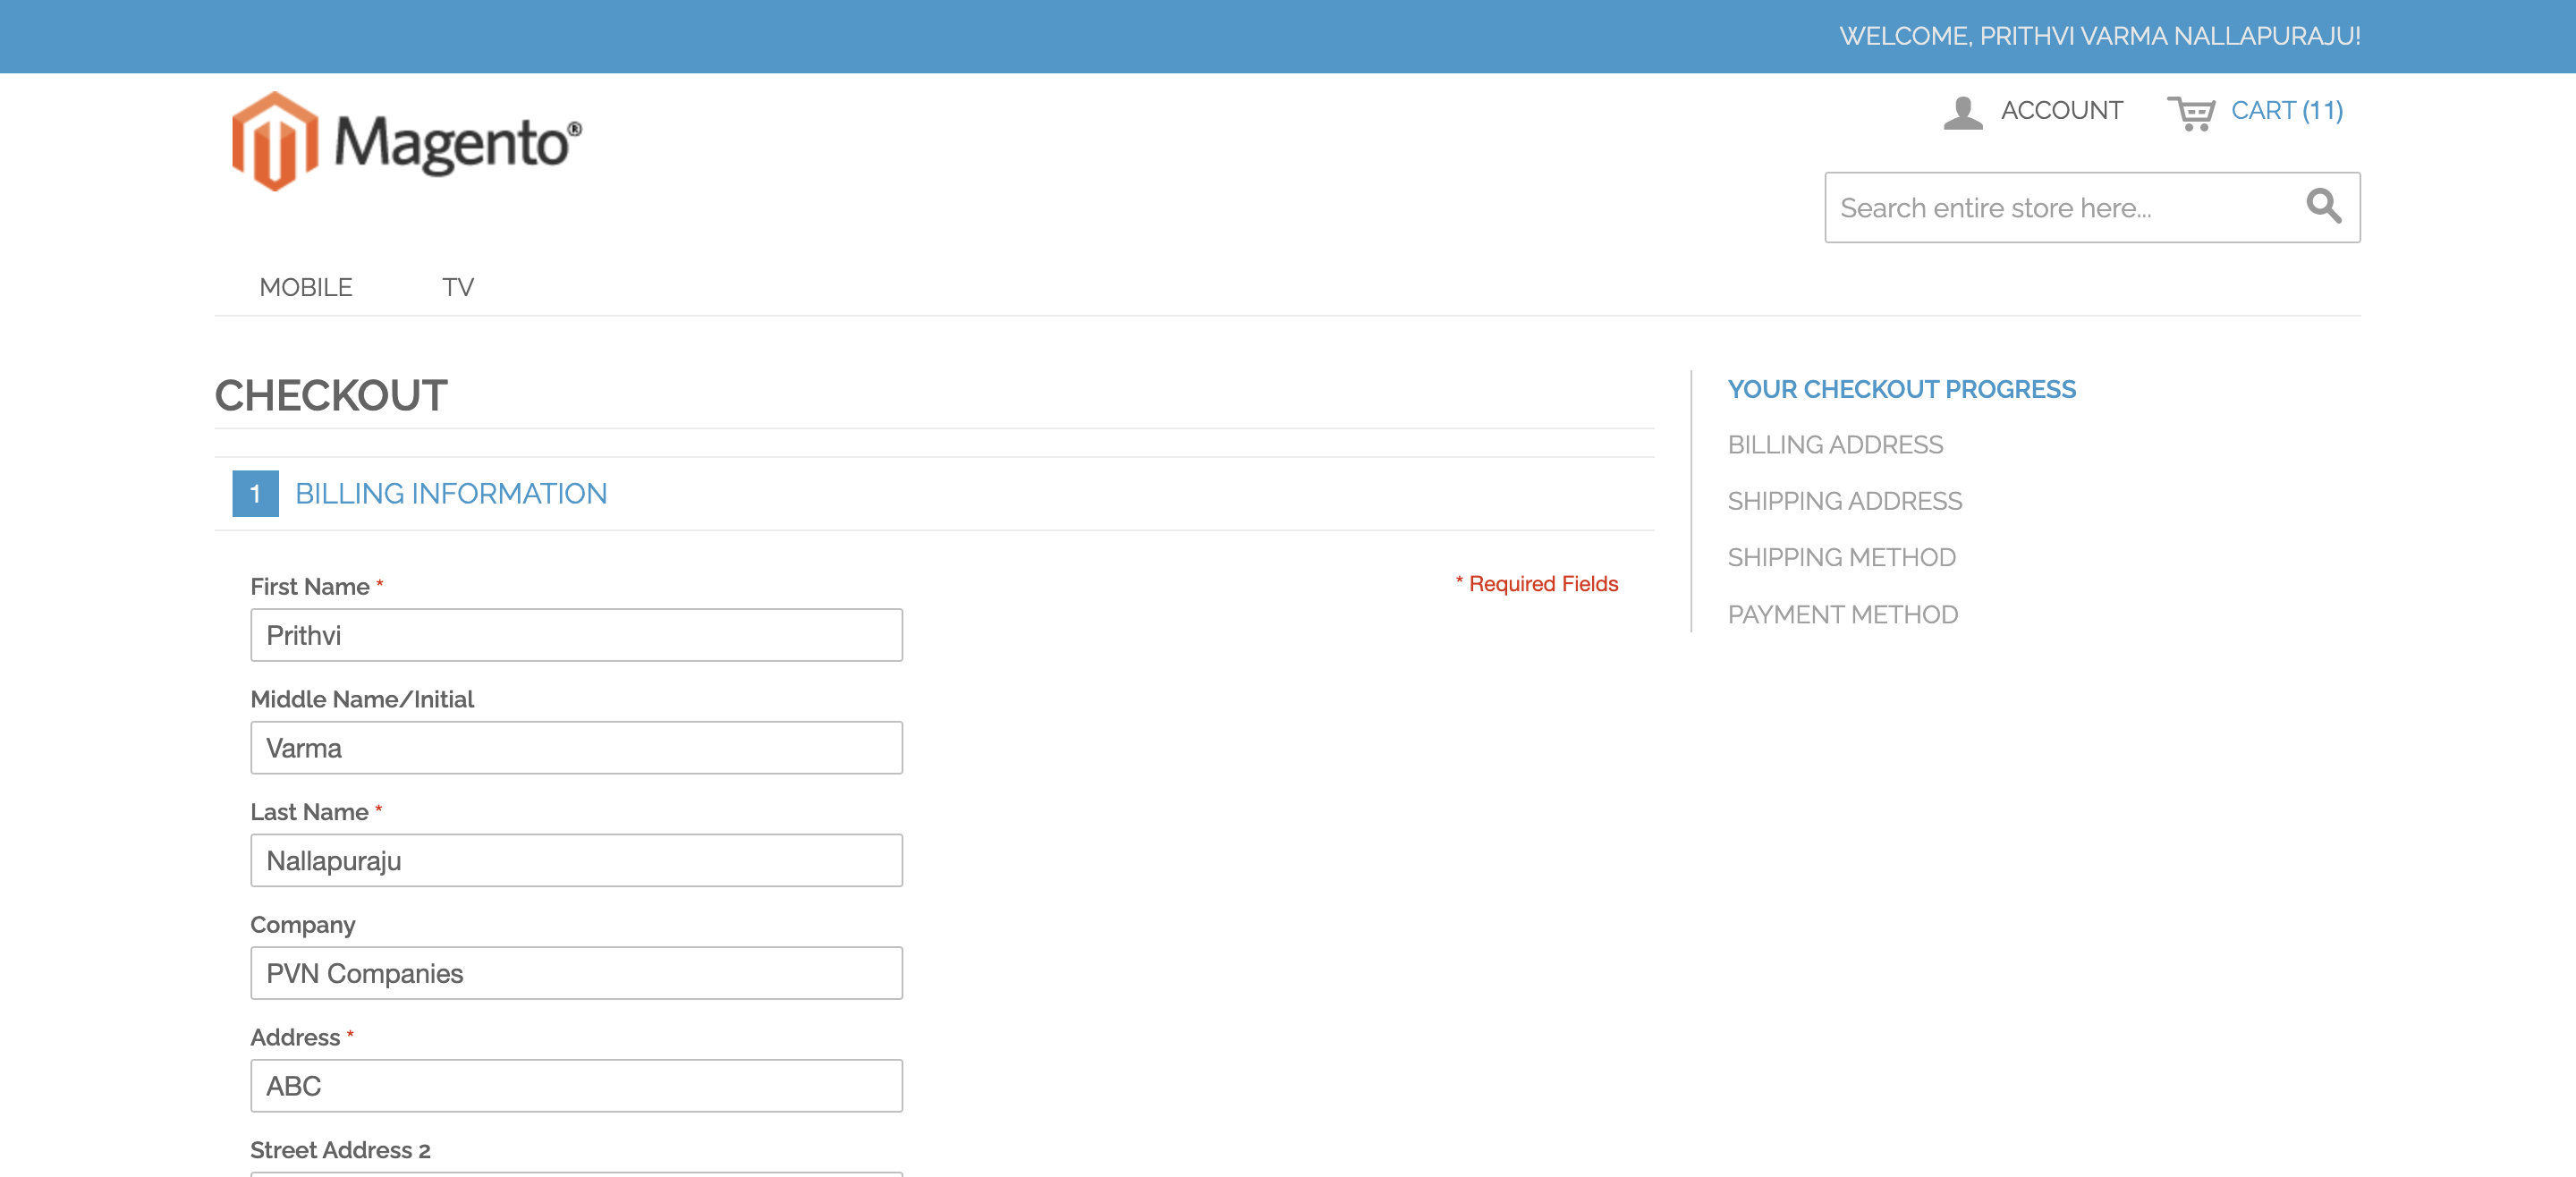 WELCOME, PRITHVI VARMA NALLAPURAJU!
Magento®
ACCOUNT
CART (11)
Search entire store here...
MOBILE
TV
CHECKOUT
1 BILLING INFORMATION
* Required Fields
First Name *
Prithvi
Middle Name/Initial
Varma
Last Name *
Nallapuraju
Company
PVN Companies
Address *
ABC
Street Address 2
YOUR CHECKOUT PROGRESS
BILLING ADDRESS
SHIPPING ADDRESS
SHIPPING METHOD
PAYMENT METHOD